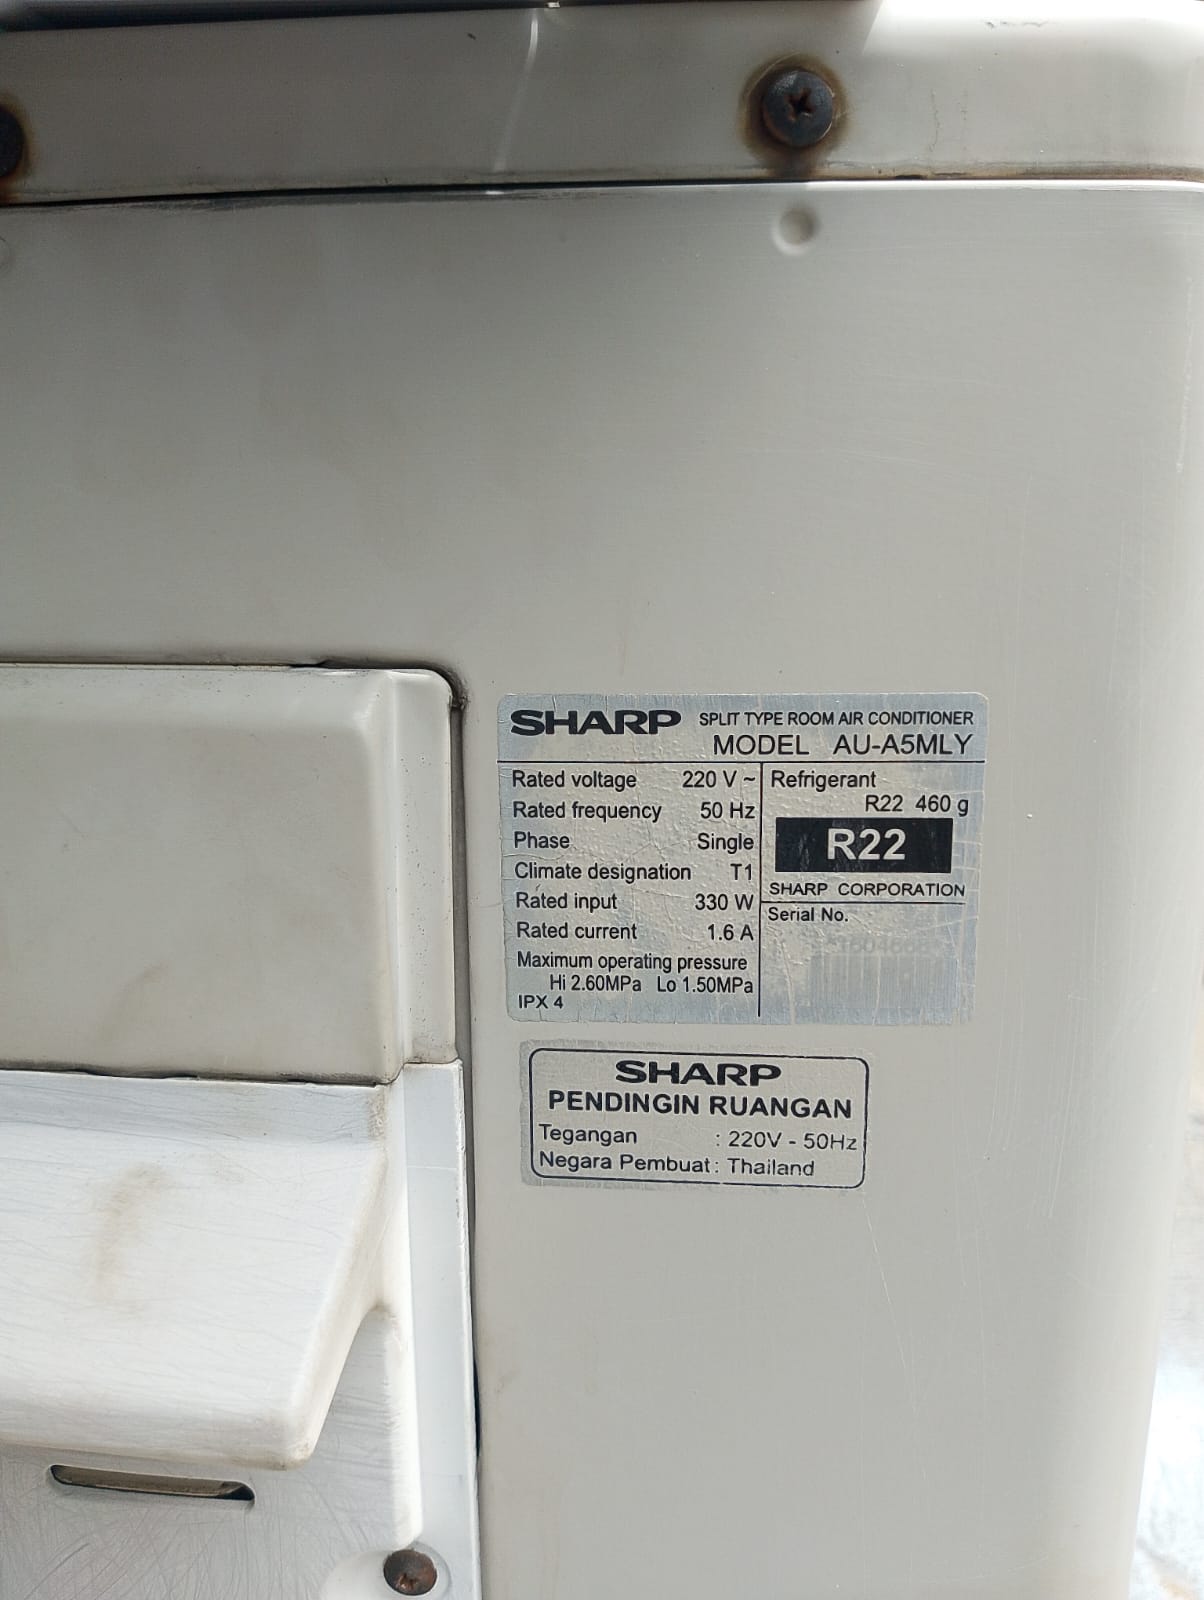 SHARP SPLIT TYPE ROOM AIR CONDITIONER
MODEL AU-A5MLY
Rated voltage 220 V ~
Rated frequency 50 Hz
Phase Single
Climate designation T1
Rated input 330 W
Rated current 1.6 A
Maximum operating pressure
Hi 2.60MPa Lo 1.50MPa
IPX 4
Refrigerant
R22 460 g
R22
SHARP CORPORATION
Serial No.
SHARP
PENDINGIN RUANGAN
Tegangan : 220V - 50Hz
Negara Pembuat : Thailand